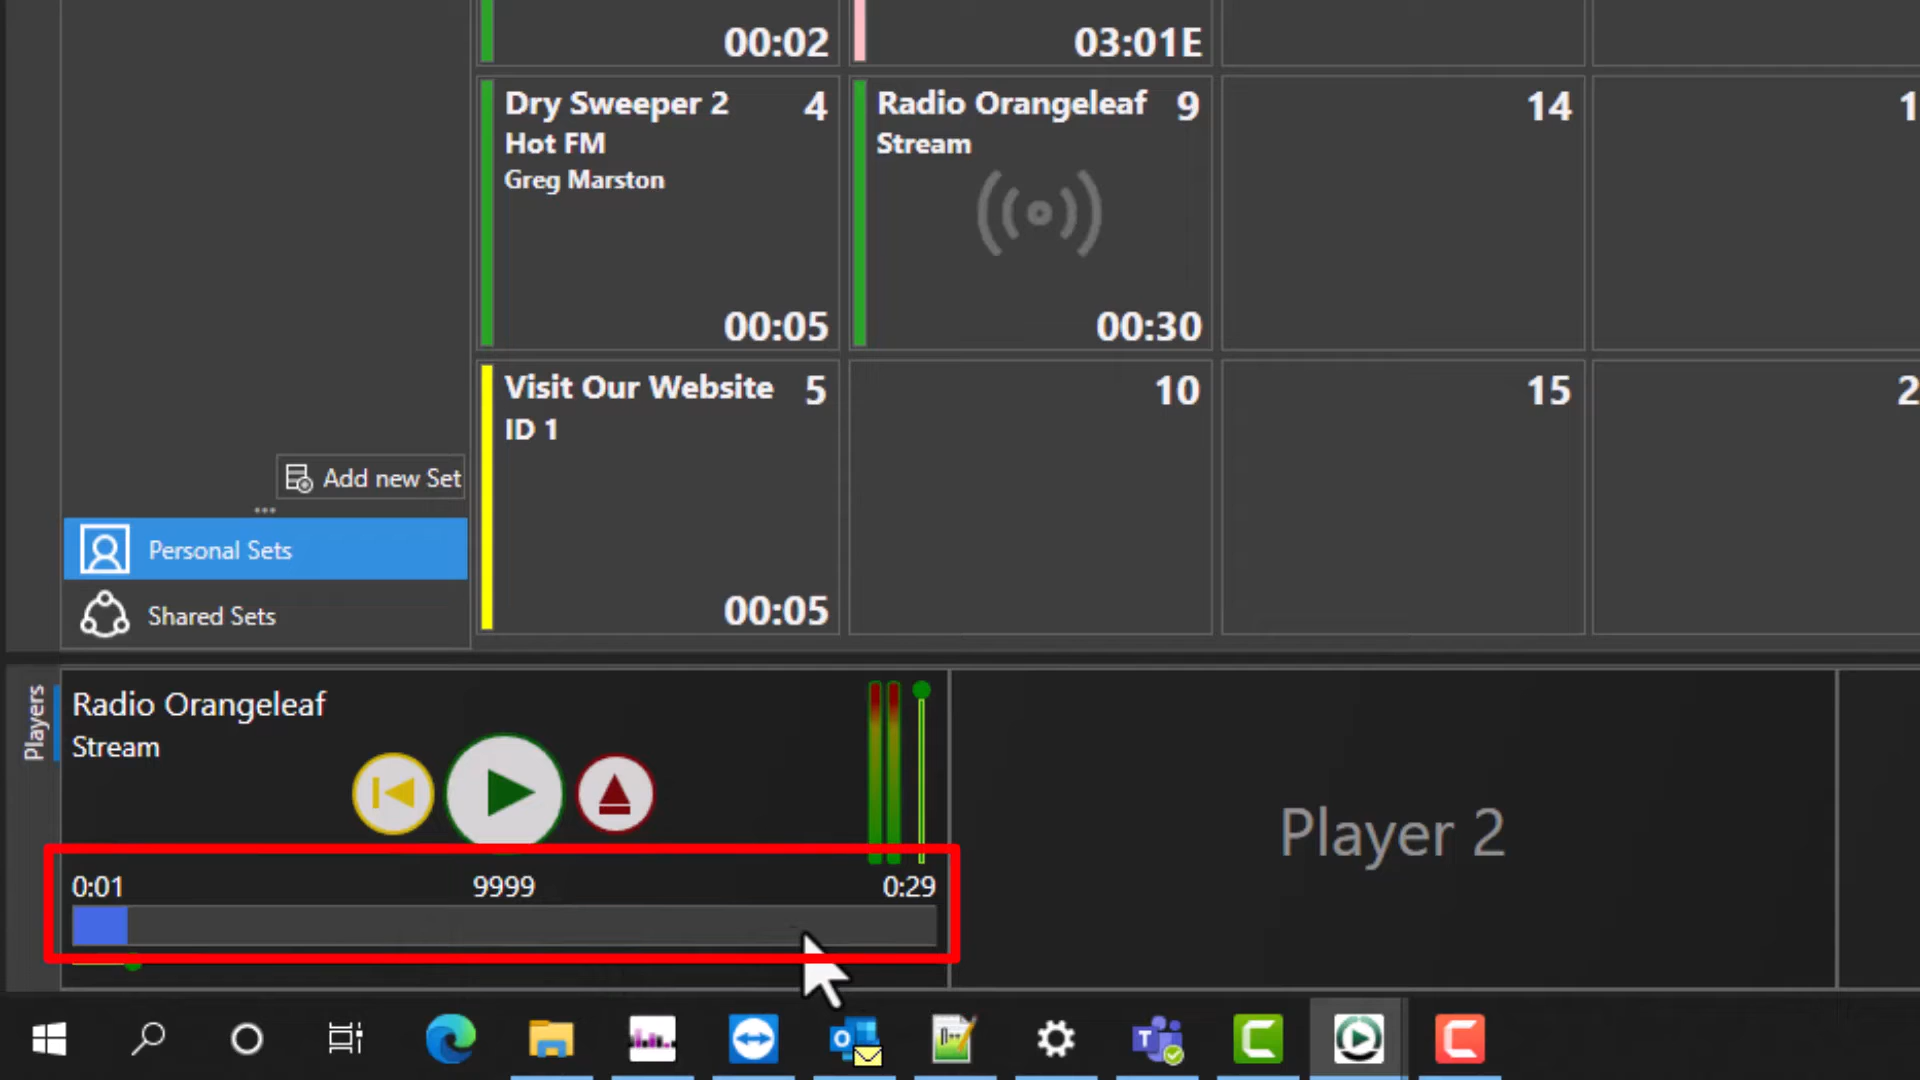 00:02
03:01E
Dry Sweeper 2 4
Hot FM
Greg Marston
00:05
Radio Orangeleaf 9
Stream
00:30
14
1
Visit Our Website 5
ID 1
00:05
10
15
2
Add new Set
...
Personal Sets
Shared Sets
Players
Radio Orangeleaf
Stream
0:01 9999 0:29
Player 2